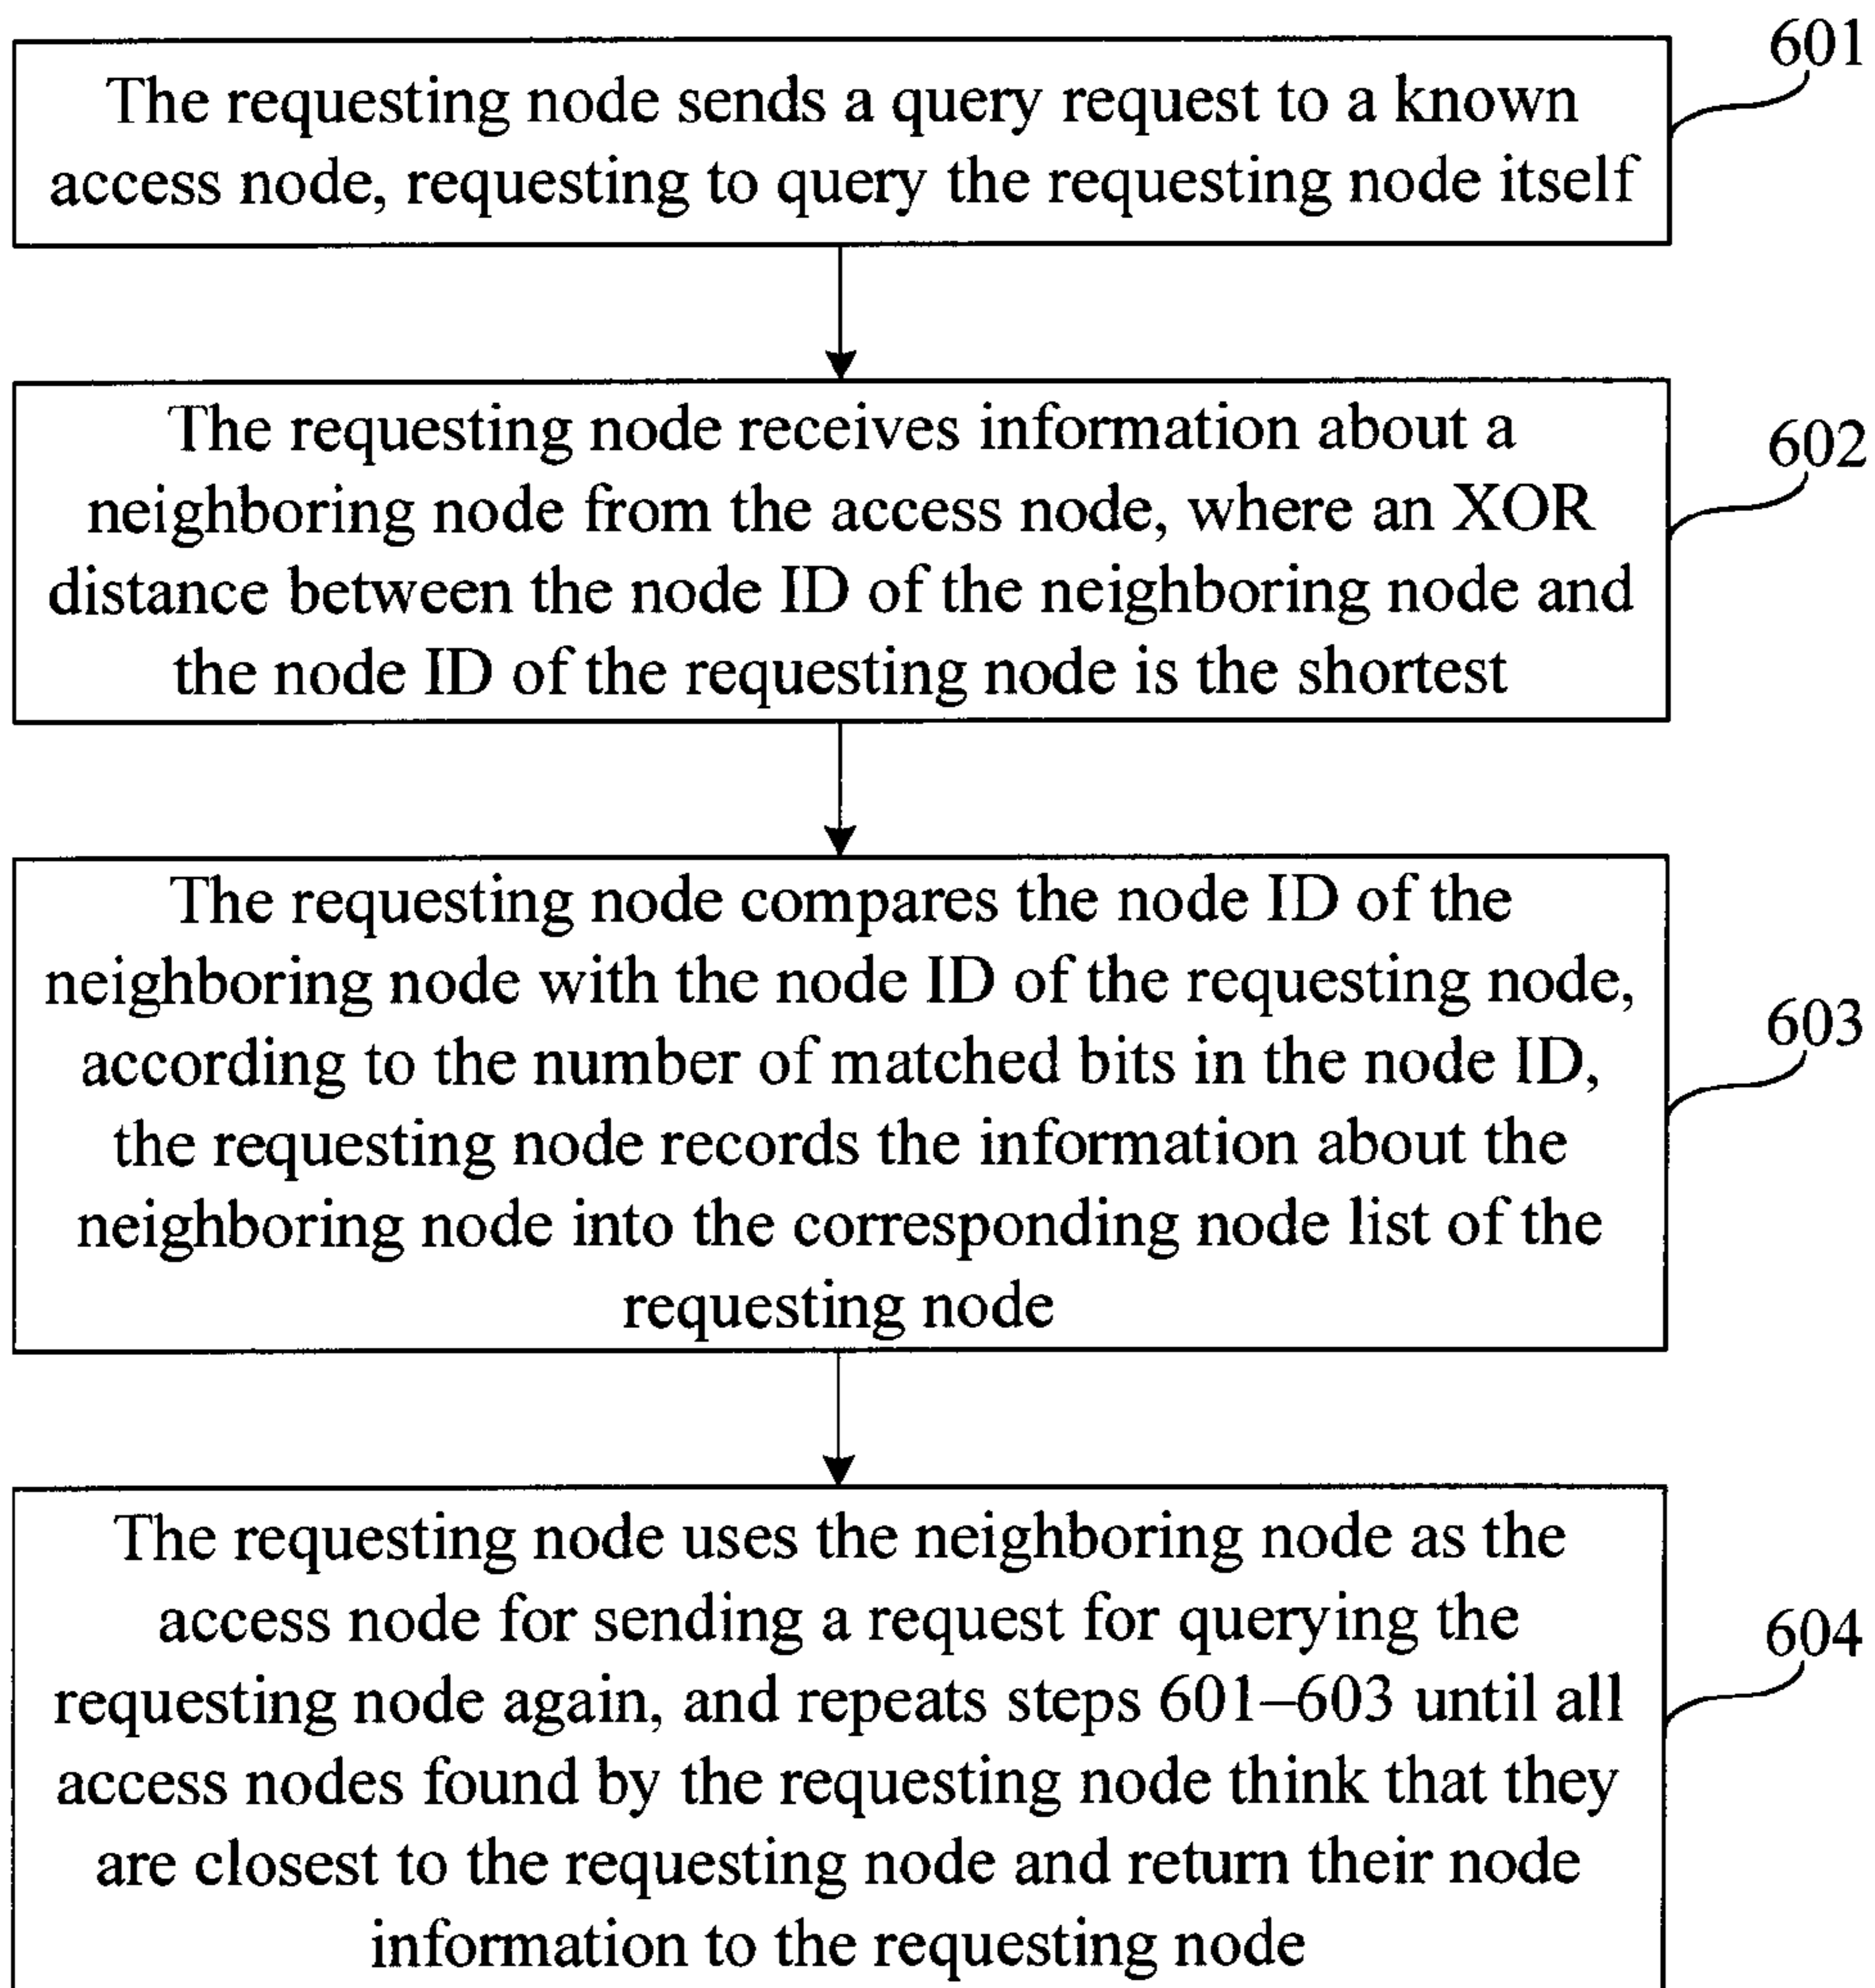 601
The requesting node sends a query request to a known
access node, requesting to query the requesting node itself
602
The requesting node receives information about a
neighboring node from the access node, where an XOR
distance between the node ID of the neighboring node and
the node ID of the requesting node is the shortest
603
The requesting node compares the node ID of the
neighboring node with the node ID of the requesting node,
according to the number of matched bits in the node ID,
the requesting node records the information about the
neighboring node into the corresponding node list of the
requesting node
604
The requesting node uses the neighboring node as the
access node for sending a request for querying the
requesting node again, and repeats steps 601–603 until all
access nodes found by the requesting node think that they
are closest to the requesting node and return their node
information to the requesting node